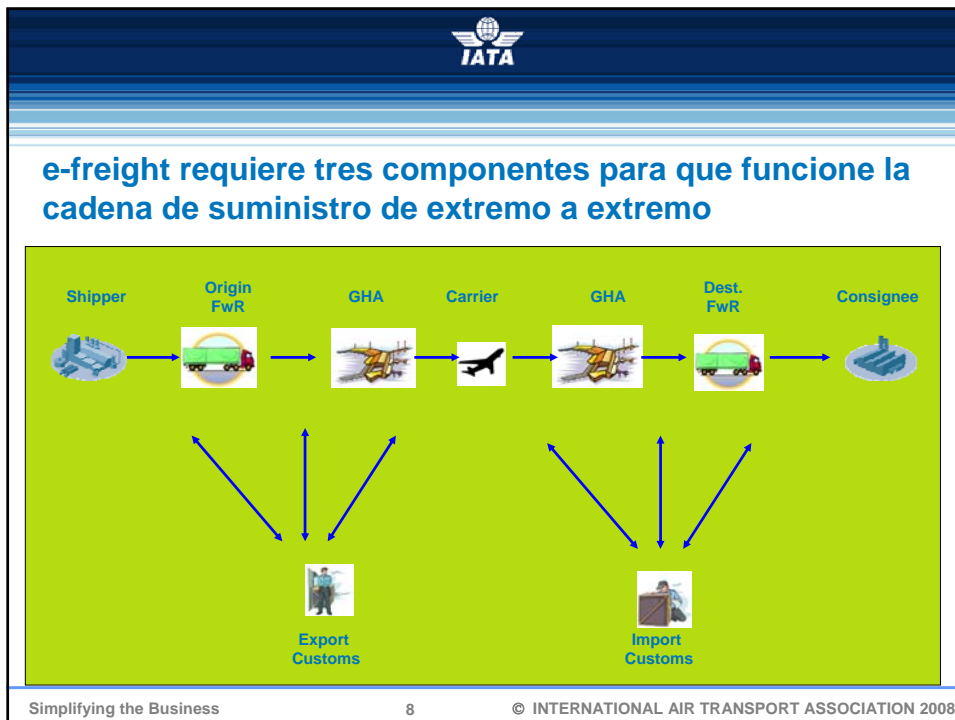 IATA
e-freight requiere tres componentes para que funcione la
cadena de suministro de extremo a extremo
Shipper
Origin
FwR
GHA
Carrier
GHA
Dest.
FwR
Consignee
Export
Customs
Import
Customs
Simplifying the Business
8
© INTERNATIONAL AIR TRANSPORT ASSOCIATION 2008